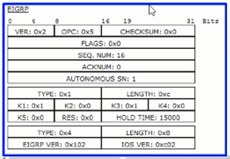 EIGRP
0 4 8 16 19 31 Bits
VER: 0x2 OPC: 0x5 CHECKSUM: 0x0
FLAGS: 0x0
SEQ. NUM: 16
ACKNUM: 0
AUTONOMOUS SN: 1
TYPE: 0x1 LENGTH: 0xc
K1: 0x1 K2: 0x0 K3: 0x1 K4: 0x0
K5: 0x0 RES: 0x0 HOLD TIME: 15000
TYPE: 0x4 LENGTH: 0x8
EIGRP VER: 0x102 IOS VER: 0xc02